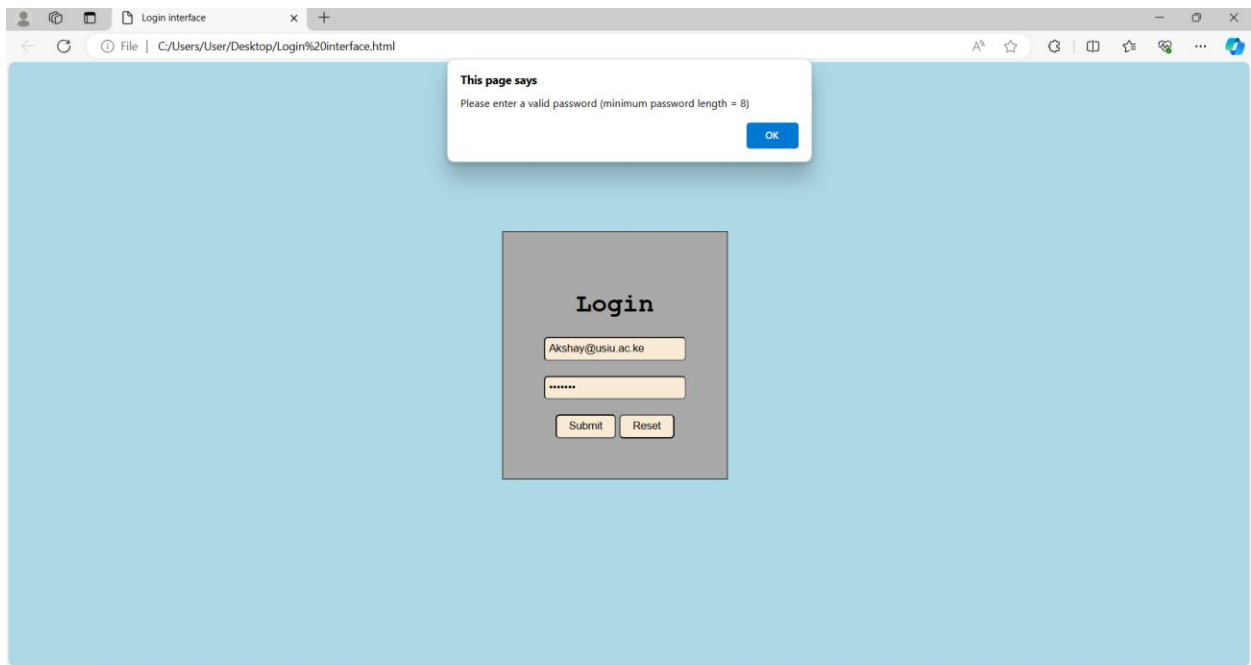 Login interface
File | C:/Users/User/Desktop/Login%20interface.html
This page says
Please enter a valid password (minimum password length = 8)
OK
Login
Akshay@usiu.ac.ke
•••••••
Submit Reset